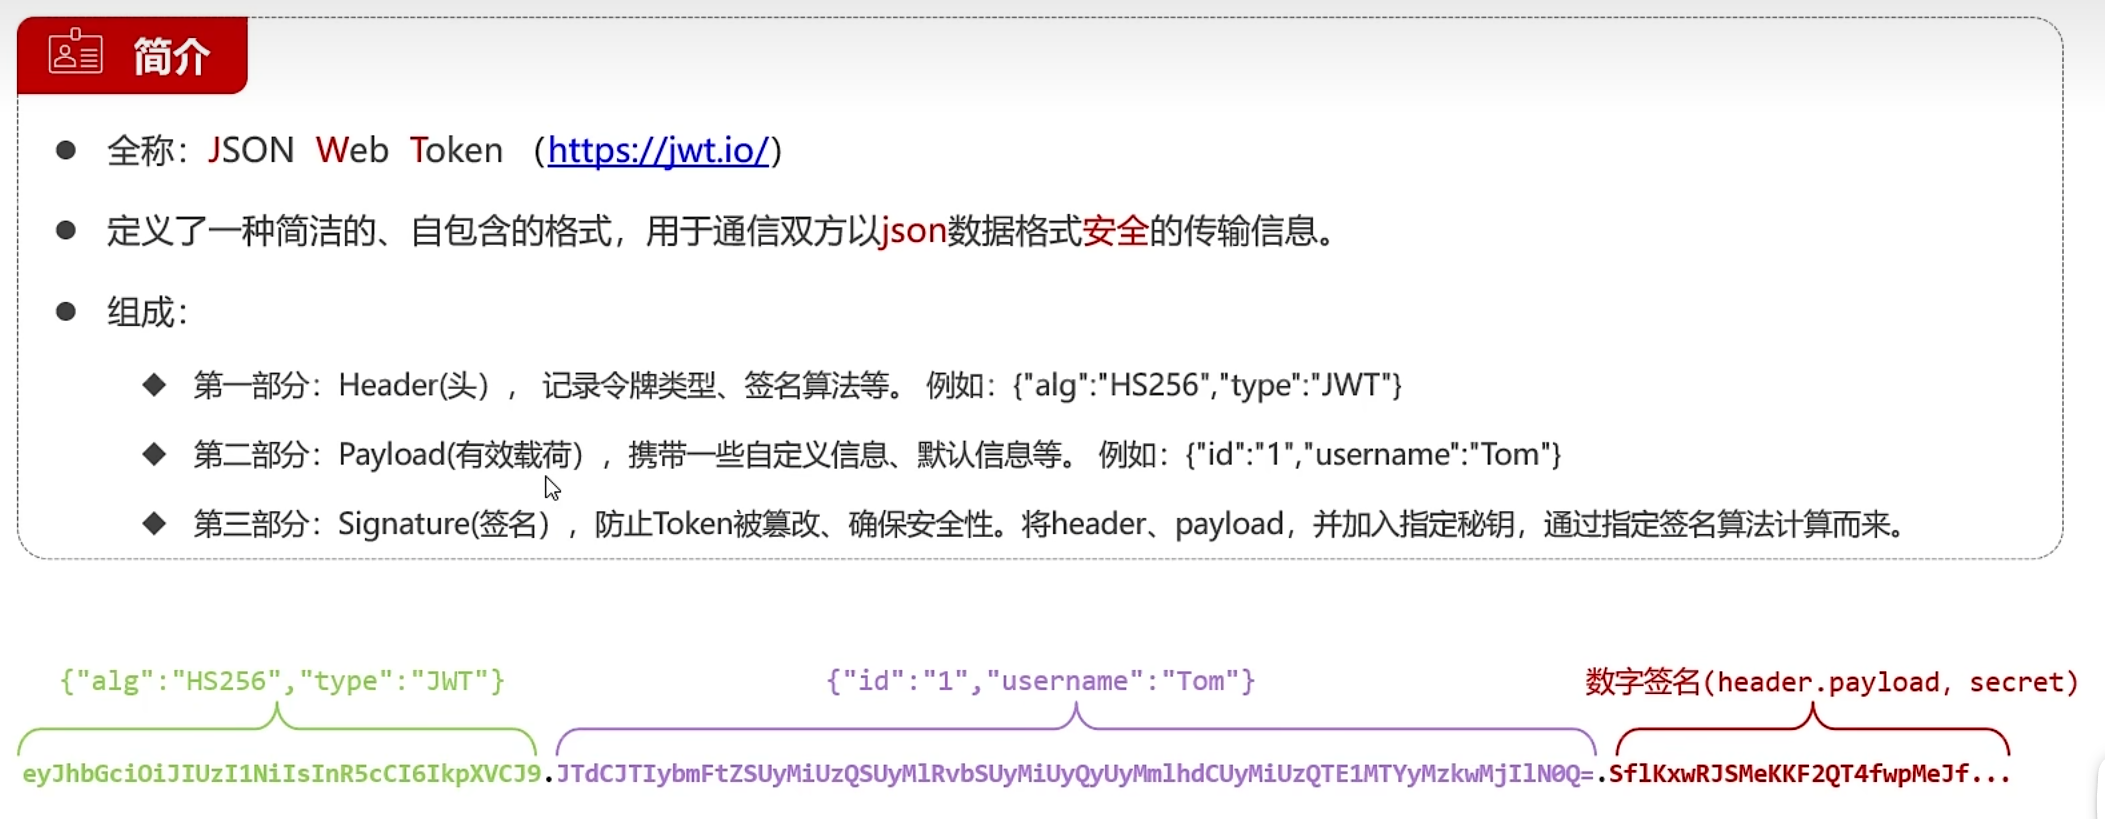 简介
全称：JSON Web Token （https://jwt.io/）
定义了一种简洁的、自包含的格式，用于通信双方以json数据格式安全的传输信息。
组成：
第一部分：Header(头），记录令牌类型、签名算法等。 例如：{"alg":"HS256","type":"JWT"}
第二部分：Payload(有效载荷），携带一些自定义信息、默认信息等。 例如：{"id":"1","username":"Tom"}
第三部分：Signature(签名），防止Token被篡改、确保安全性。将header、payload，并加入指定秘钥，通过指定签名算法计算而来。
{"alg":"HS256","type":"JWT"} {"id":"1","username":"Tom"} 数字签名(header.payload, secret)
eyJhbGciOiJIUzI1NiIsInR5cCI6IkpXVCJ9.JTdCJTIybmFtZSUyMiUzQSUyMlRvbSUyMiUyQyUyMmlhdCUyMiUzQTE1MTYyMzkwMjIlN0Q=.SflKxwRJSMeKKF2QT4fwpMeJf...